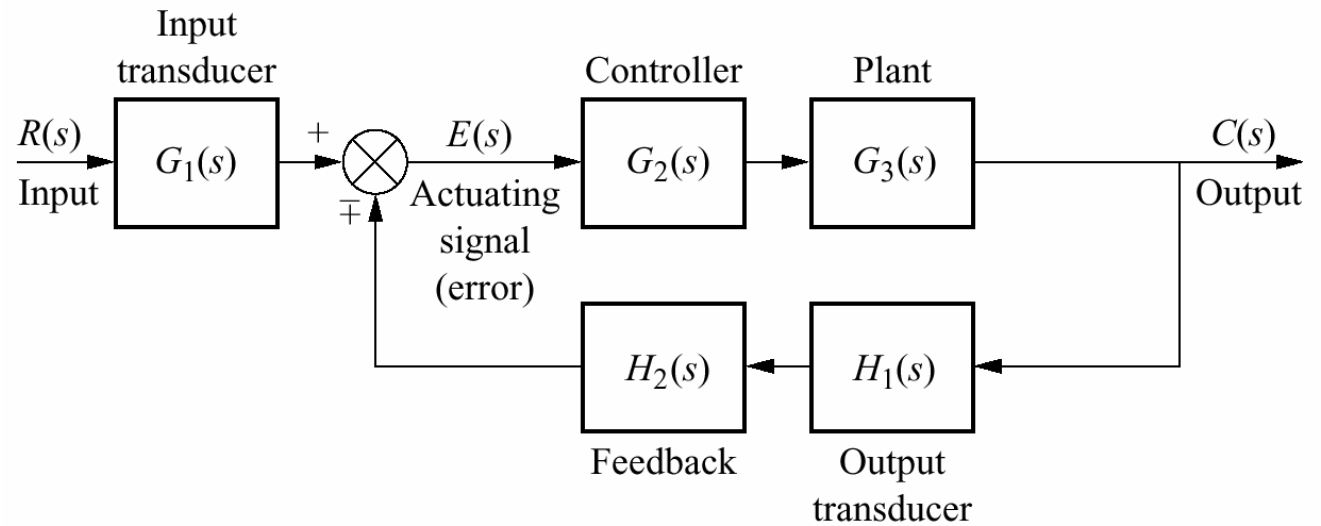 Input
transducer
Controller
Plant
R(s)
Input
G₁(s)
+
∓
E(s)
Actuating
signal
(error)
G₂(s)
G₃(s)
C(s)
Output
H₂(s)
H₁(s)
Feedback
Output
transducer